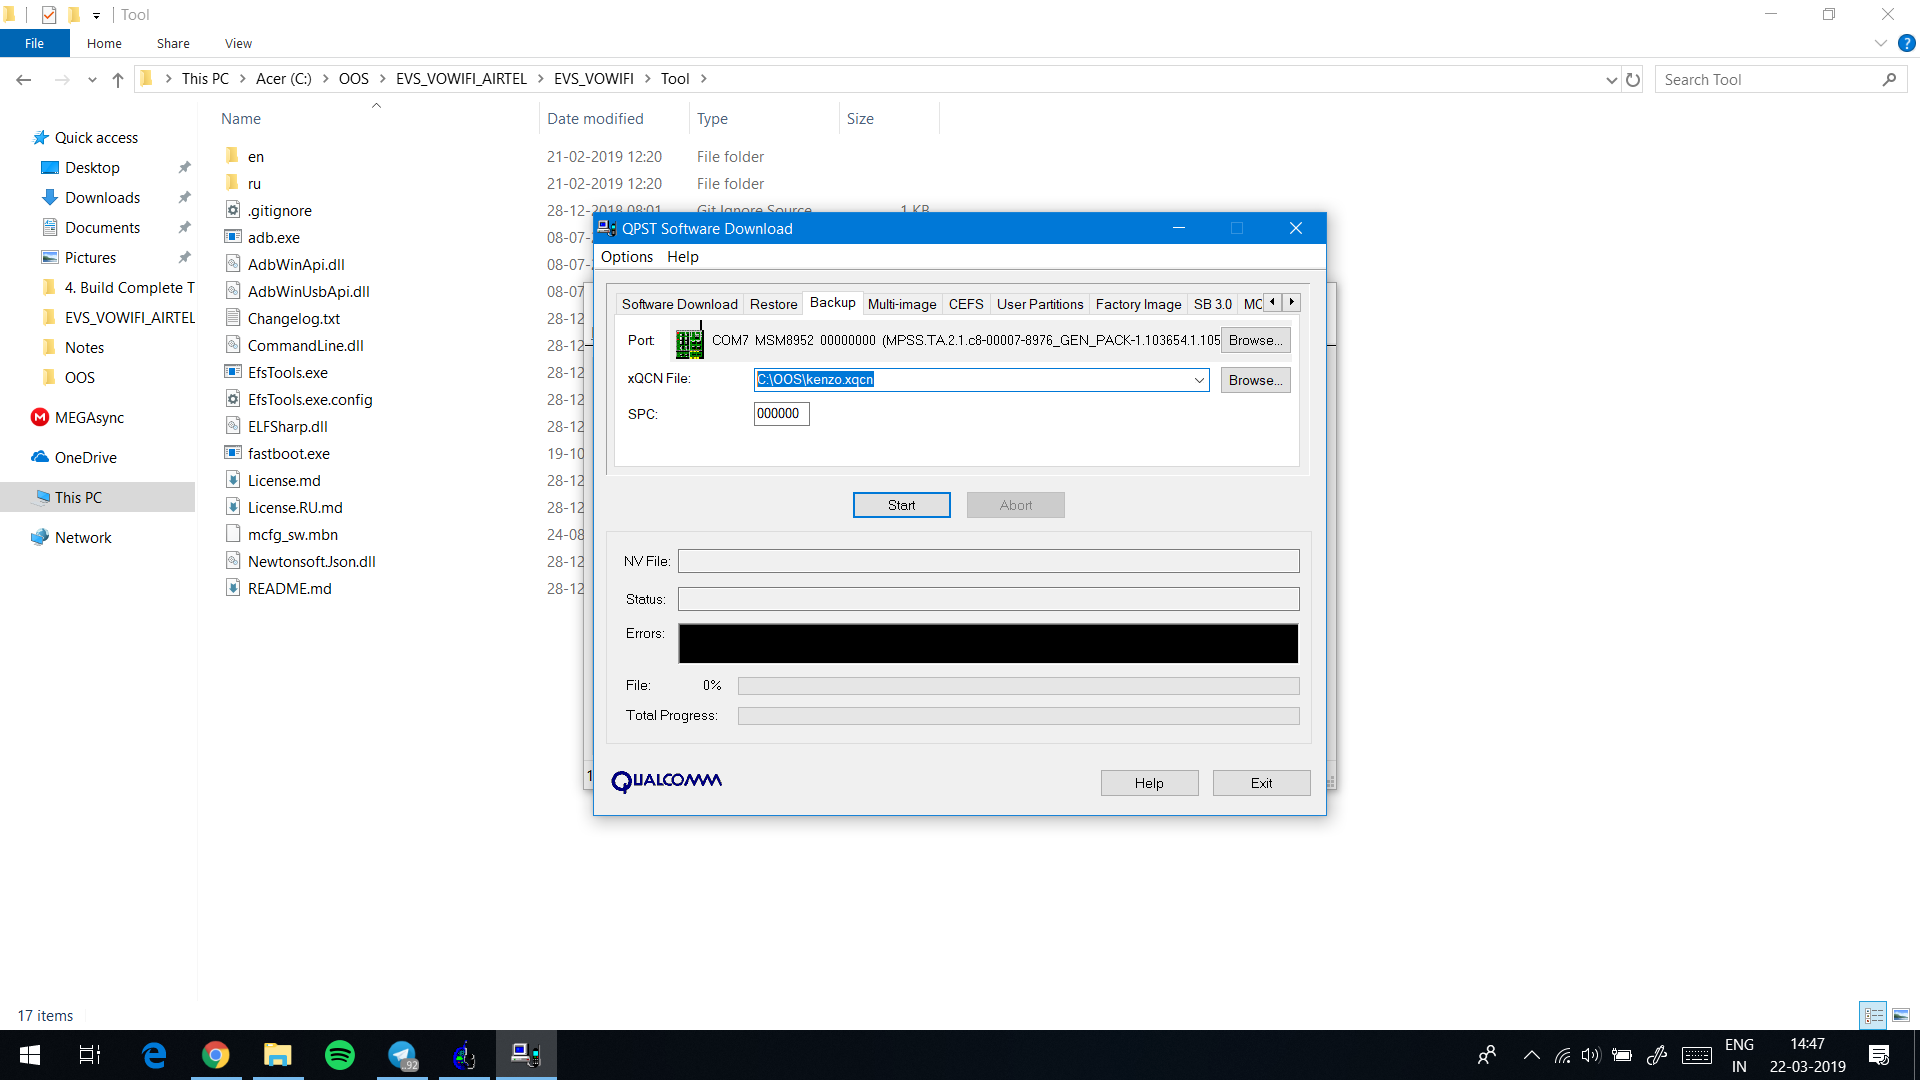 Tool
File Home Share View
This PC Acer (C:) OOS EVS_VOWIFI_AIRTEL EVS_VOWIFI Tool
Search Tool
Name Date modified Type Size
Quick access
Desktop
Downloads
Documents
Pictures
4. Build Complete T
EVS_VOWIFI_AIRTEL
Notes
OOS
MEGAsync
OneDrive
This PC
Network
en 21-02-2019 12:20 File folder
ru 21-02-2019 12:20 File folder
.gitignore 28-12-2018 08:01 Git Ignore Source 1 KB
adb.exe 08-07-
AdbWinApi.dll 08-07-
AdbWinUsbApi.dll 08-07
Changelog.txt 28-12
CommandLine.dll 28-12
EfsTools.exe 28-12
EfsTools.exe.config 28-12
ELFSharp.dll 28-12
fastboot.exe 19-10
License.md 28-12
License.RU.md 28-12
mcfg_sw.mbn 24-08
Newtonsoft.Json.dll 28-12
README.md 28-12
QPST Software Download
Options Help
Software Download Restore Backup Multi-image CEFS User Partitions Factory Image SB 3.0 MC
Port: COM7 MSM8952 00000000 (MPSS.TA.2.1.c8-00007-8976_GEN_PACK-1.103654.1.105 Browse...
xQCN File: C:\OOS\kenzo.xqcn Browse...
SPC: 000000
Start Abort
NV File:
Status:
Errors:
File: 0%
Total Progress:
QUALCOMM
Help Exit
1
17 items
92
ENG
IN
14:47
22-03-2019